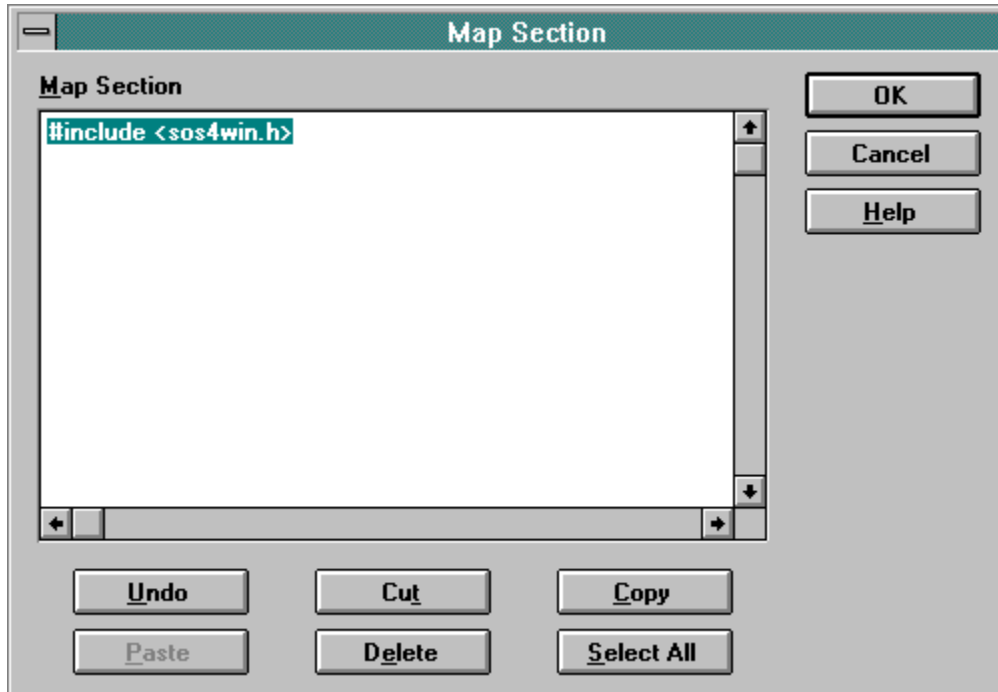 Map Section
Map Section
#include <sos4win.h>
OK
Cancel
Help
Undo Cut Copy
Paste Delete Select All